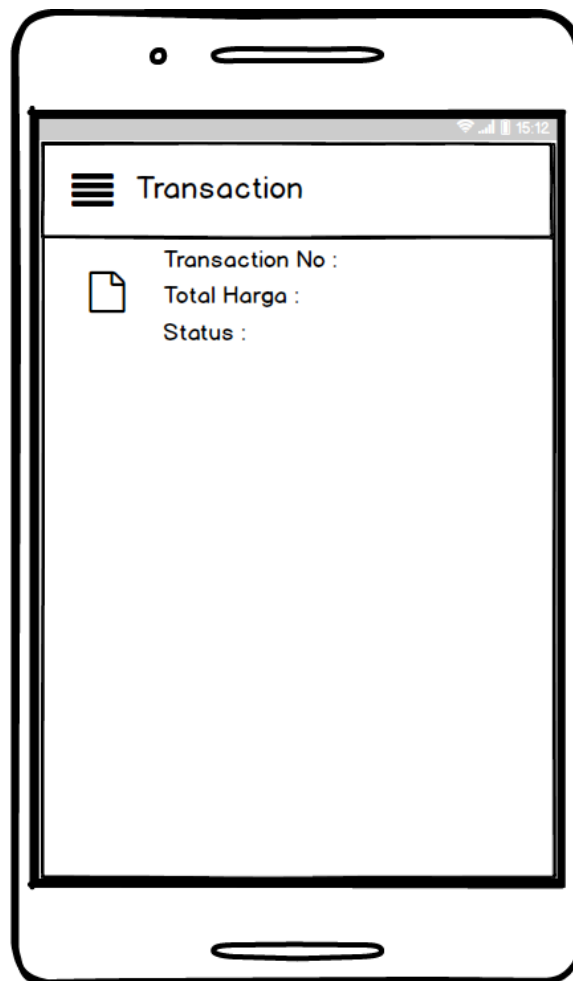 15:12
Transaction
Transaction No :
Total Harga :
Status :